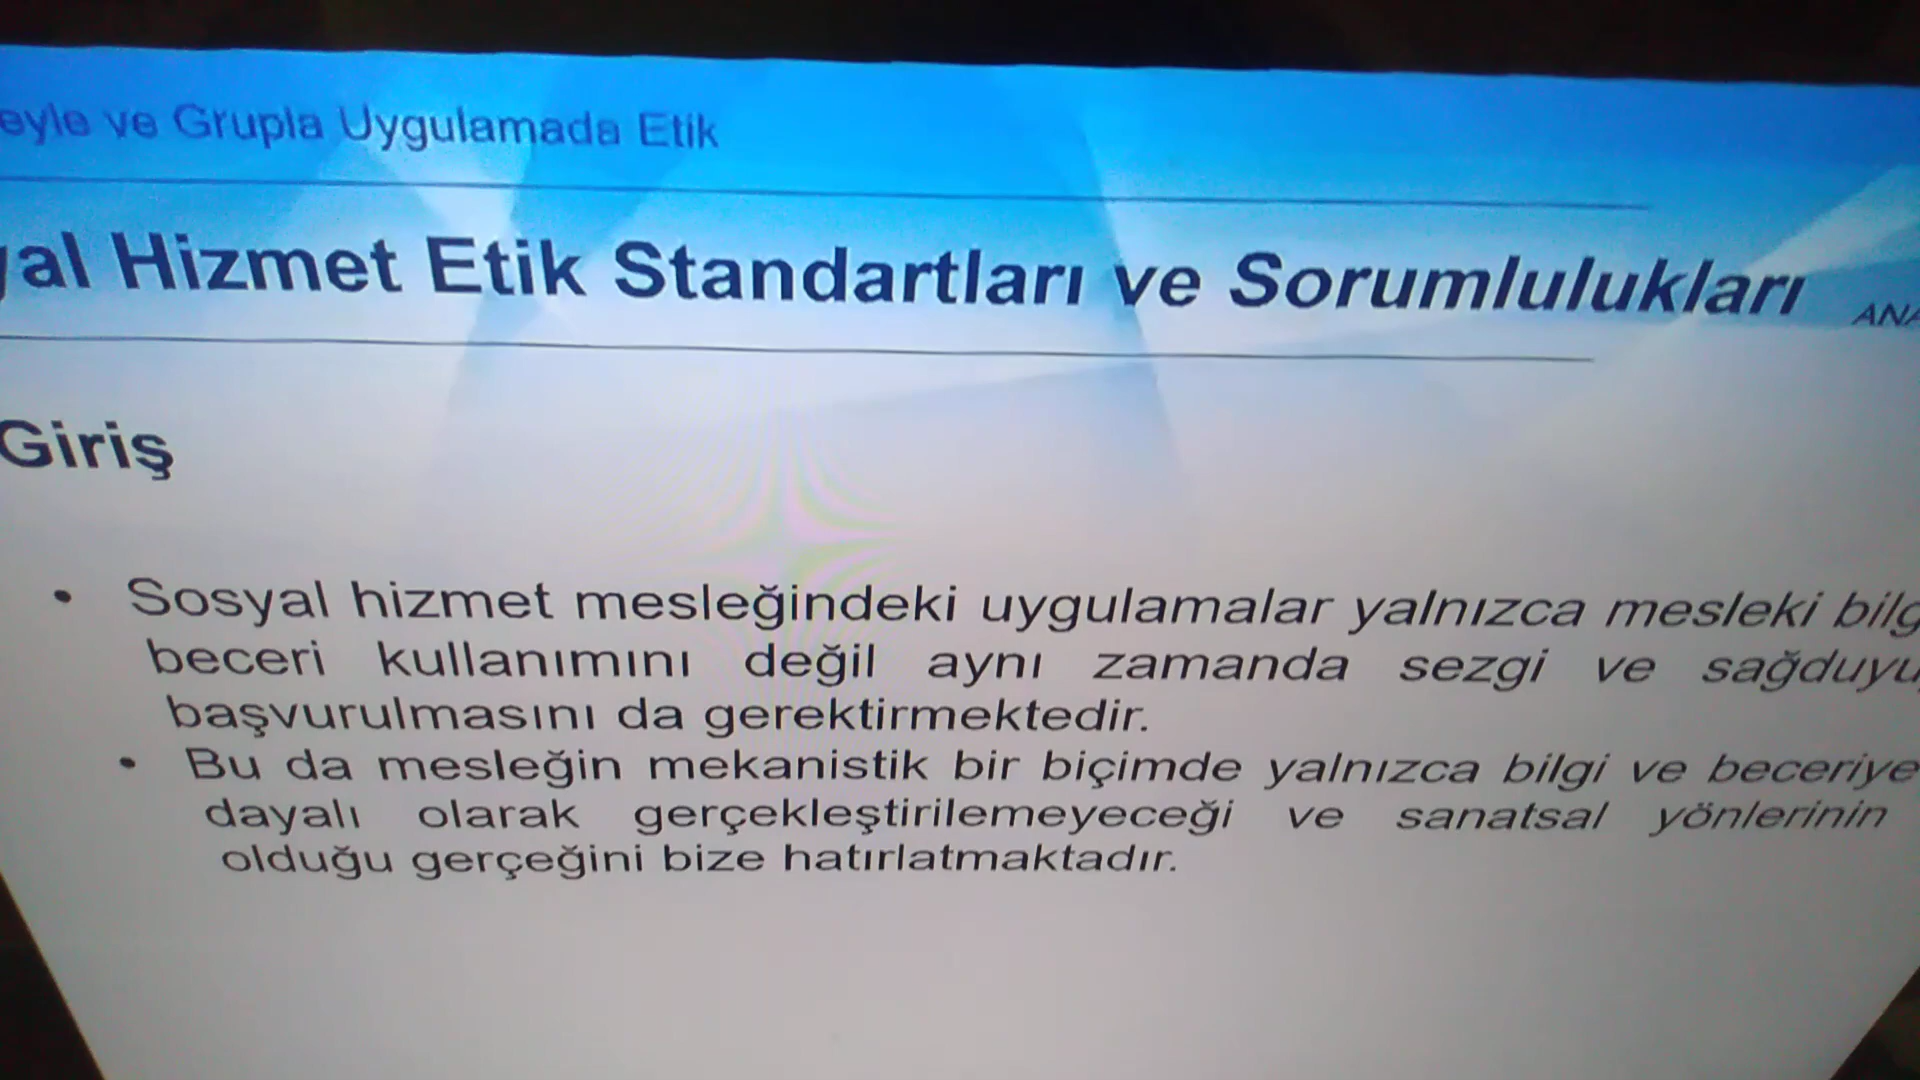 ve Grupla Uygulamada Etik
Hizmet Etik Standartları ve Sorumlulukları
Giriş
• Sosyal hizmet mesleğindeki uygulamalar yalnızca mesleki
beceri kullanımını değil aynı zamanda sezgi ve
başvurulmasını da gerektirmektedir.
• Bu da mesleğin mekanistik bir biçimde yalnızca bilgi ve beceriye
dayalı olarak gerçekleştirilemeyeceği ve sanatsal yönlerinin
olduğu gerçeğini bize hatırlatmaktadır.